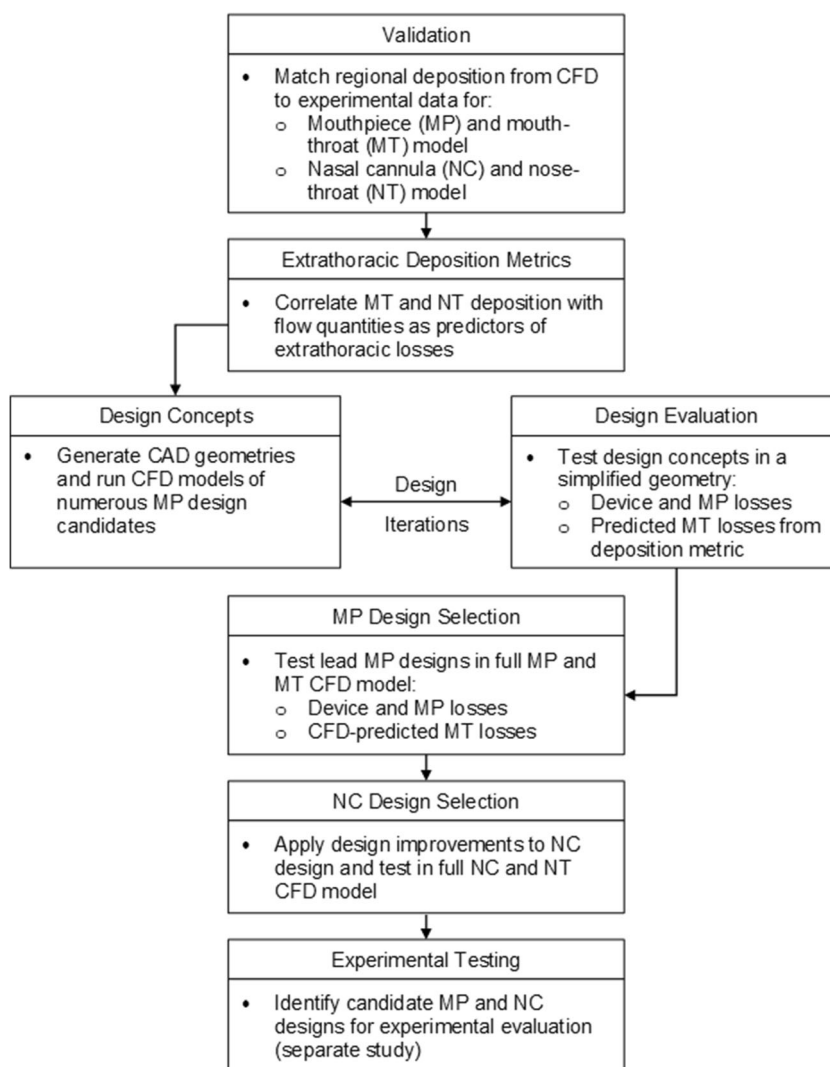 Validation
• Match regional deposition from CFD
to experimental data for:
o Mouthpiece (MP) and mouth-
throat (MT) model
o Nasal cannula (NC) and nose-
throat (NT) model
Extrathoracic Deposition Metrics
• Correlate MT and NT deposition with
flow quantities as predictors of
extrathoracic losses
Design Concepts
• Generate CAD geometries
and run CFD models of
numerous MP design
candidates
Design
Iterations
Design Evaluation
• Test design concepts in a
simplified geometry:
o Device and MP losses
o Predicted MT losses from
deposition metric
MP Design Selection
• Test lead MP designs in full MP and
MT CFD model:
o Device and MP losses
o CFD-predicted MT losses
NC Design Selection
• Apply design improvements to NC
design and test in full NC and NT
CFD model
Experimental Testing
• Identify candidate MP and NC
designs for experimental evaluation
(separate study)